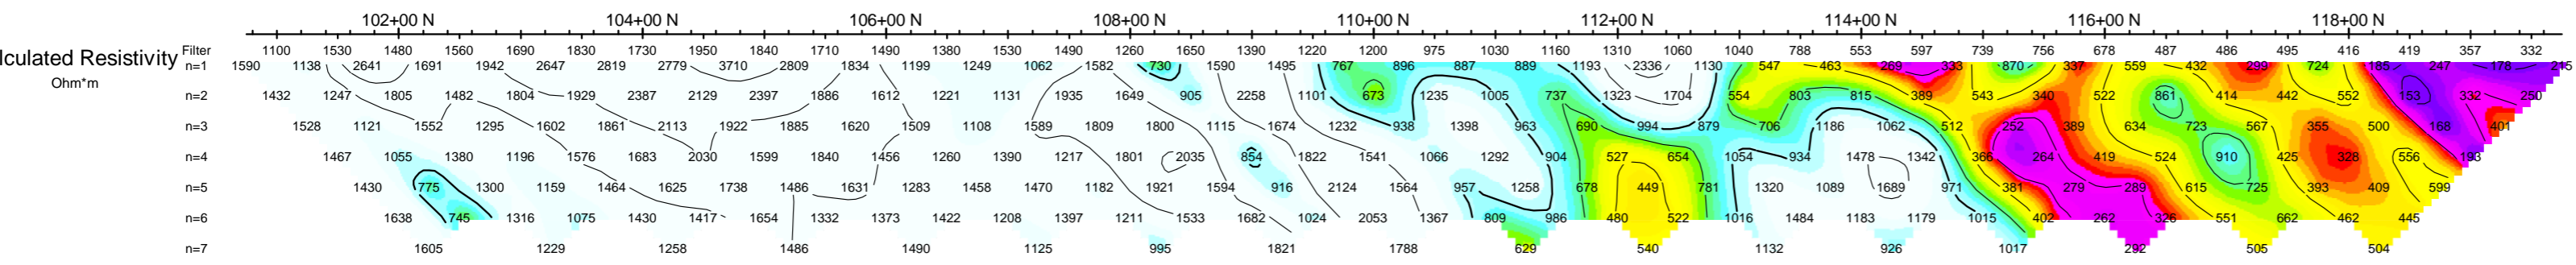 102+00 N 104+00 N 106+00 N 108+00 N 110+00 N 112+00 N 114+00 N 116+00 N 118+00 N
lculated Resistivity Filter 1100 1530 1480 1560 1690 1830 1730 1950 1840 1710 1490 1380 1530 1490 1260 1650 1390 1220 1200 975 1030 1160 1310 1060 1040 788 553 597 739 756 678 487 486 495 416 419 357 332
n=1 1590 1138 2641 1691 1942 2647 2819 2779 3710 2809 1834 1199 1249 1062 1582 730 1590 1495 767 896 887 889 1193 2336 1130 547 463 269 333 870 337 559 432 299 724 185 247 178 215
Ohm*m
n=2 1432 1247 1805 1482 1804 1929 2387 2129 2397 1886 1612 1221 1131 1935 1649 905 2258 1101 673 1235 1005 737 1323 1704 554 803 815 389 543 340 522 861 414 442 552 153 332 250
n=3 1528 1121 1552 1295 1602 1861 2113 1922 1885 1620 1509 1108 1589 1809 1800 1115 1674 1232 938 1398 963 690 994 879 706 1186 1062 512 252 389 634 723 567 355 500 168 401
n=4 1467 1055 1380 1196 1576 1683 2030 1599 1840 1456 1260 1390 1217 1801 2035 854 1822 1541 1066 1292 904 527 654 1054 934 1478 1342 366 264 419 524 910 425 328 556 193
n=5 1430 775 1300 1159 1464 1625 1738 1486 1631 1283 1458 1470 1182 1921 1594 916 2124 1564 957 1258 678 449 781 1320 1089 1689 971 381 279 289 615 725 393 409 599
n=6 1638 745 1316 1075 1430 1417 1654 1332 1373 1422 1208 1397 1211 1533 1682 1024 2053 1367 809 986 480 522 1016 1484 1183 1179 1015 402 262 326 551 662 462 445
n=7 1605 1229 1258 1486 1490 1125 995 1821 1788 629 540 1132 926 1017 292 505 504